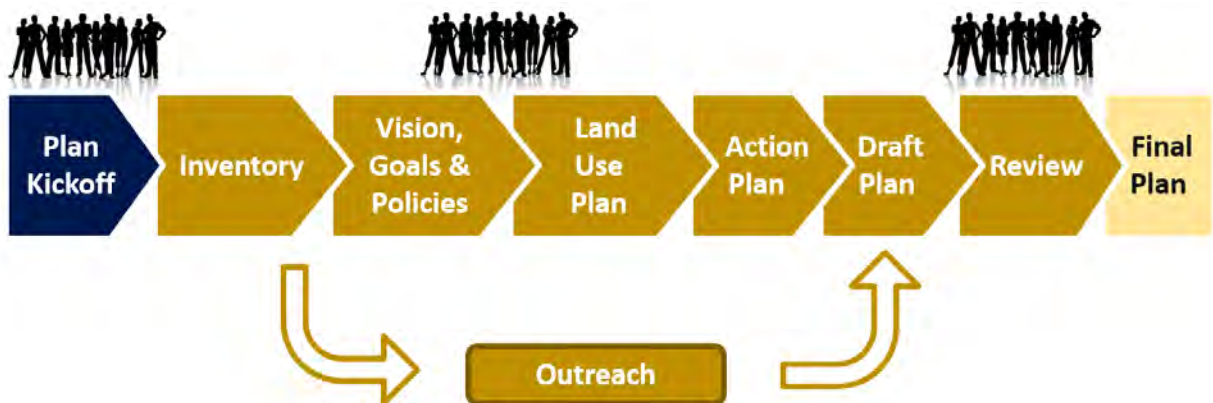 Plan
Kickoff
Inventory
Vision,
Goals &
Policies
Land
Use
Plan
Action
Plan
Draft
Plan
Review
Final
Plan
Outreach